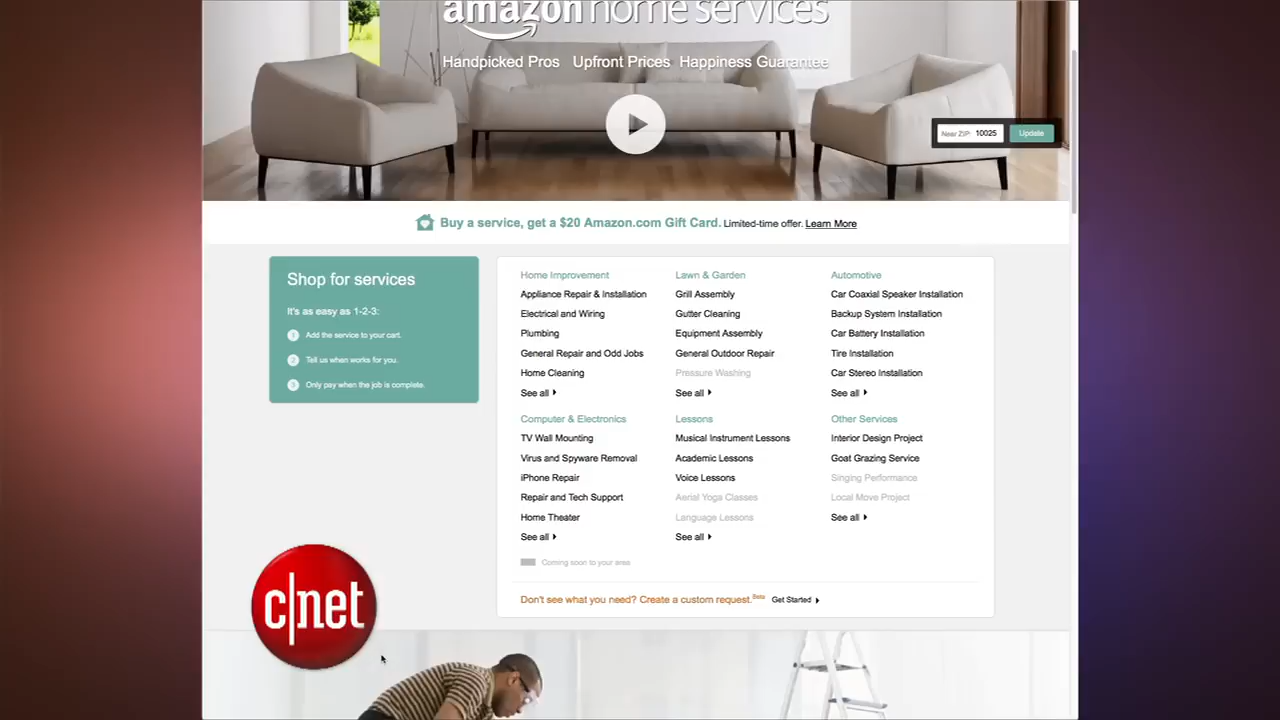 amazon home services
Handpicked Pros Upfront Prices Happiness Guarantee
Near ZIP: 10025 Update
Buy a service, get a $20 Amazon.com Gift Card. Limited-time offer. Learn More
Shop for services
It's as easy as 1-2-3:
1 Add the service to your cart.
2 Tell us when works for you.
3 Only pay when the job is complete.
Home Improvement
Appliance Repair & Installation
Electrical and Wiring
Plumbing
General Repair and Odd Jobs
Home Cleaning
See all
Lawn & Garden
Grill Assembly
Gutter Cleaning
Equipment Assembly
General Outdoor Repair
Pressure Washing
See all
Automotive
Car Coaxial Speaker Installation
Backup System Installation
Car Battery Installation
Tire Installation
Car Stereo Installation
See all
Computer & Electronics
TV Wall Mounting
Virus and Spyware Removal
iPhone Repair
Repair and Tech Support
Home Theater
See all
Lessons
Musical Instrument Lessons
Academic Lessons
Voice Lessons
Aerial Yoga Classes
Language Lessons
See all
Other Services
Interior Design Project
Goat Grazing Service
Singing Performance
Local Move Project
See all
Coming soon to your area
Don't see what you need? Create a custom request. Beta Get Started
c|net